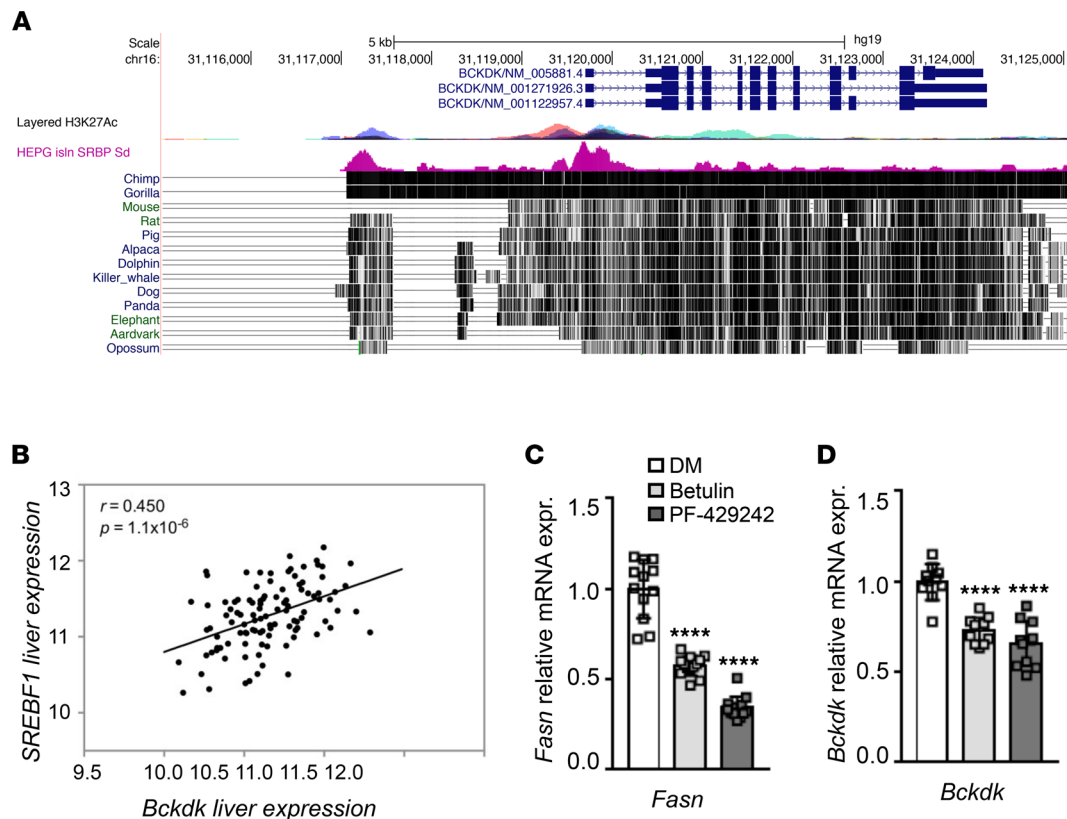 A
Scale
5 kb
hg19
chr16:
31,116,000
31,117,000
31,118,000
31,119,000
31,120,000
31,121,000
31,122,000
31,123,000
31,124,000
31,125,000
BCKDK/NM_005881.4
BCKDK/NM_001271926.3
BCKDK/NM_001122957.4
Layered H3K27Ac
HEPG isln SRBP Sd
Chimp
Gorilla
Mouse
Rat
Pig
Alpaca
Dolphin
Killer_whale
Dog
Panda
Elephant
Aardvark
Opossum
B
13
12
11
10
r = 0.450
p = 1.1x10-6
SREBF1 liver expression
9.5 10.0 10.5 11.0 11.5 12.0
Bckdk liver expression
C
DM
Betulin
PF-429242
Fasn relative mRNA expr.
1.5
1.0
0.5
0.0
****
****
Fasn
D
Bckdk relative mRNA expr.
1.5
1.0
0.5
0.0
**** ****
Bckdk